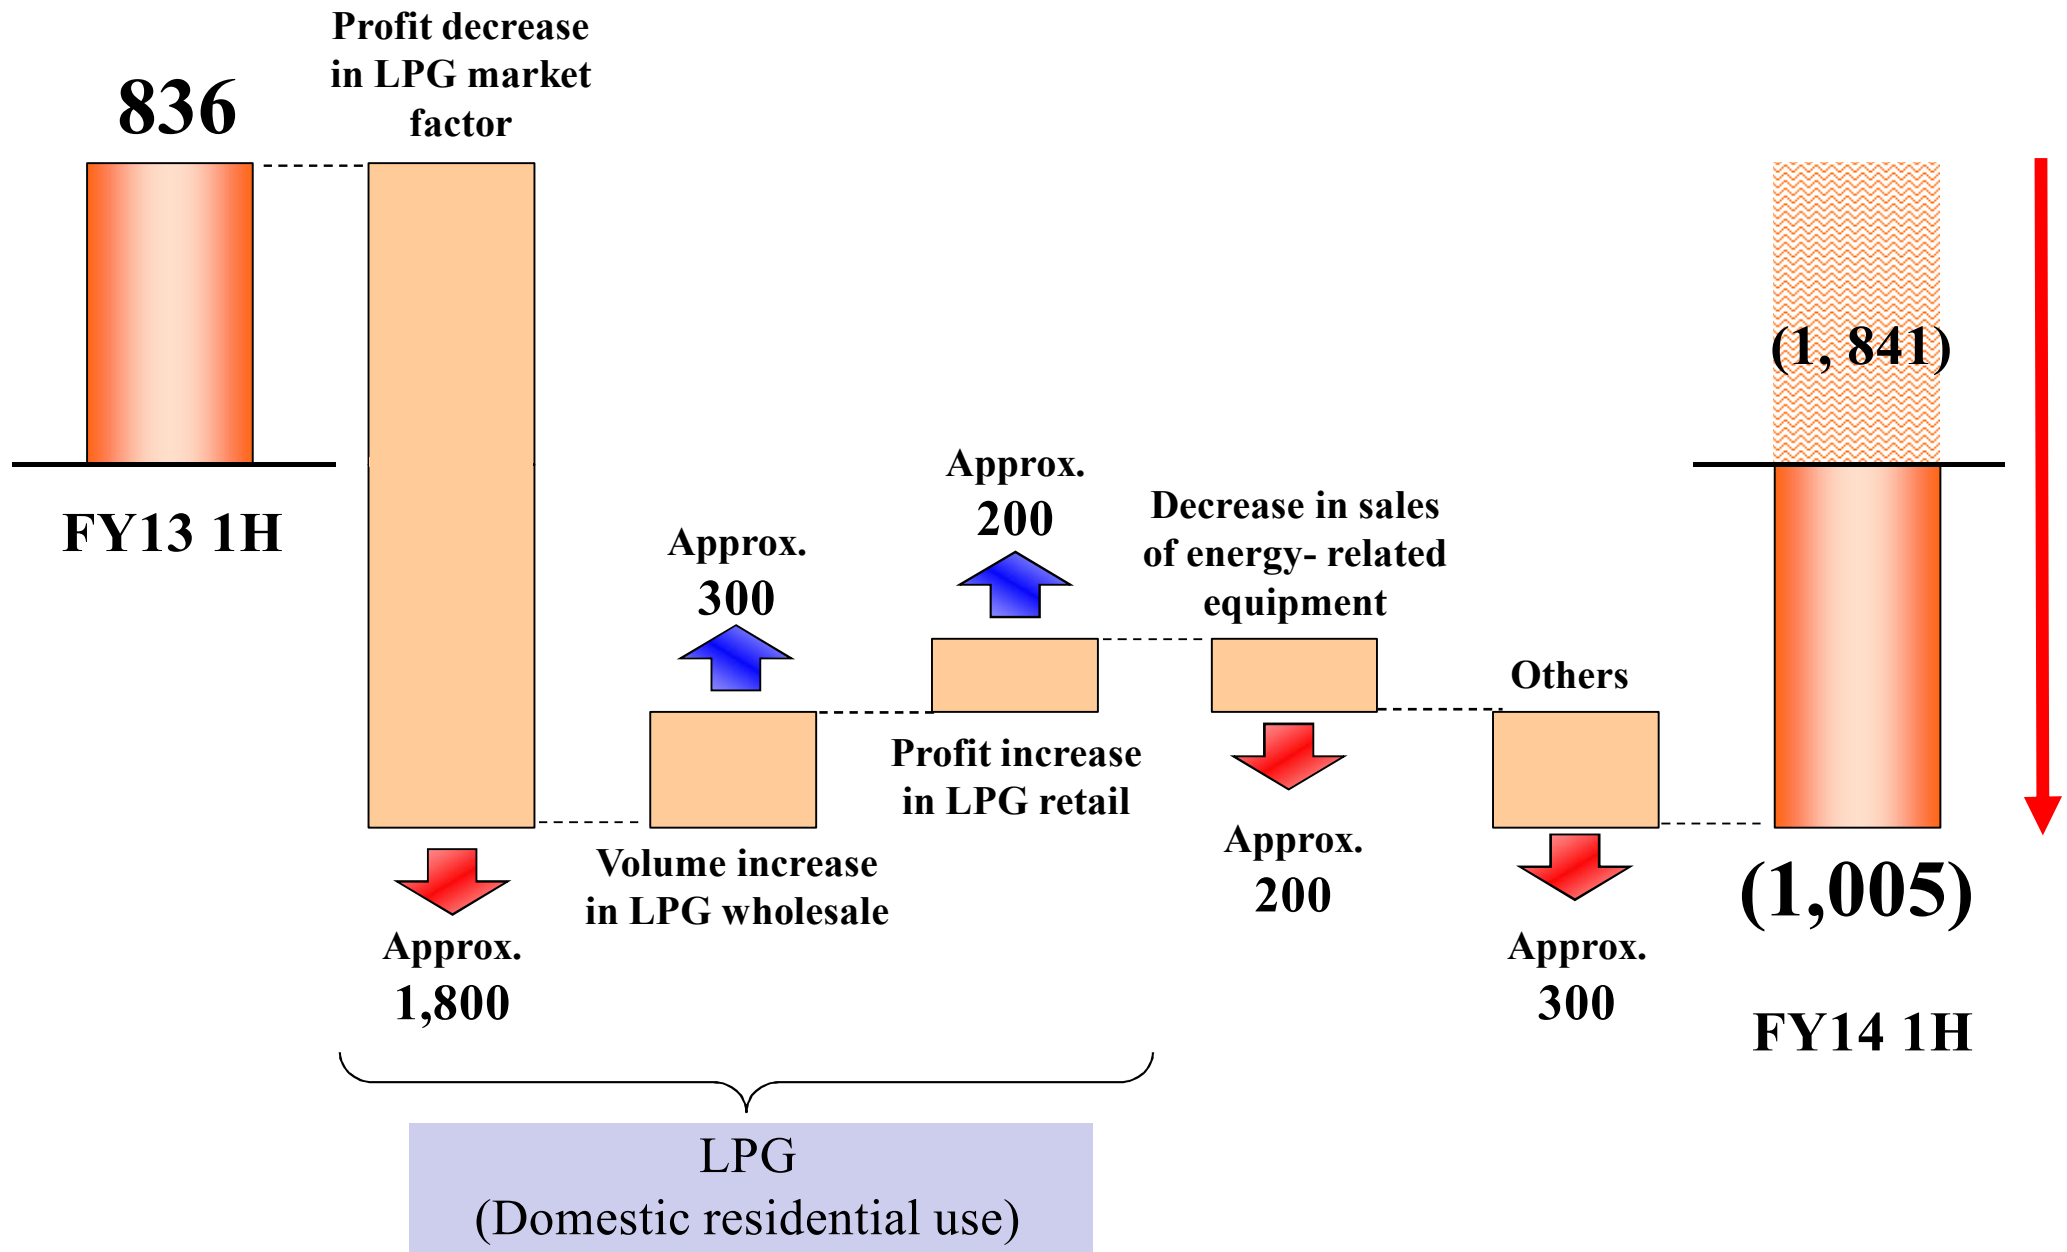 836
Profit decrease
in LPG market
factor
FY13 1H
Approx.
1,800
Approx.
300
Volume increase
in LPG wholesale
Approx.
200
Profit increase
in LPG retail
Decrease in sales
of energy- related
equipment
Approx.
200
Others
Approx.
300
(1, 841)
(1,005)
FY14 1H
LPG
(Domestic residential use)